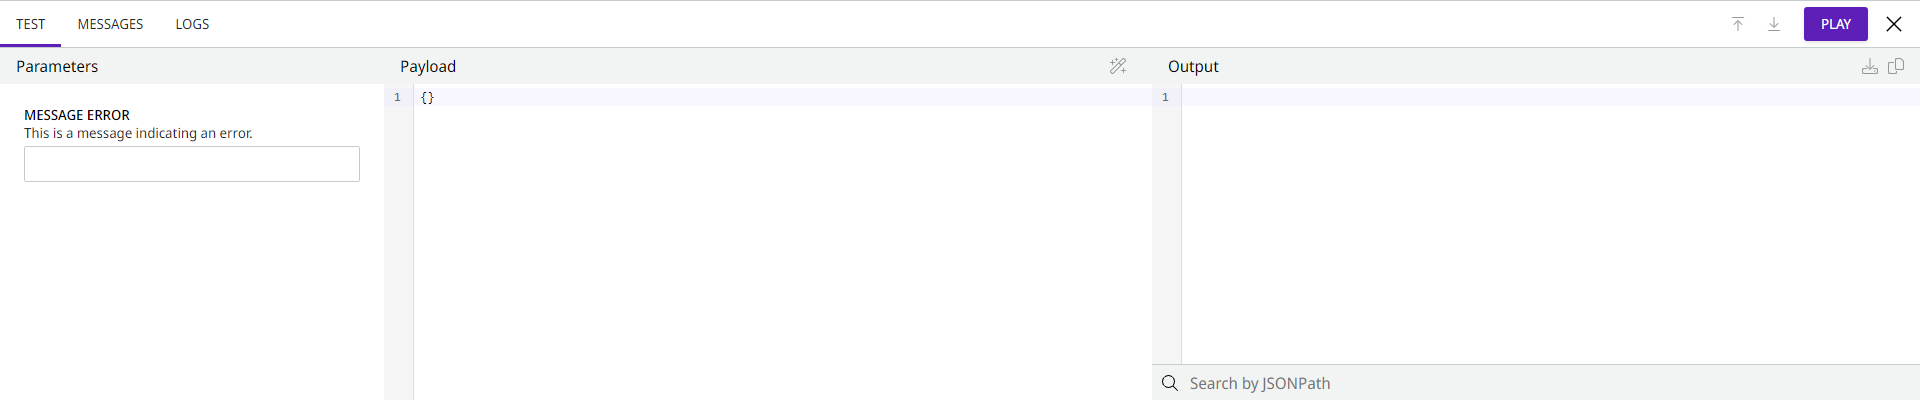 TEST MESSAGES LOGS PLAY
Parameters
MESSAGE ERROR
This is a message indicating an error.
Payload
1 {}
Output
1
Search by JSONPath